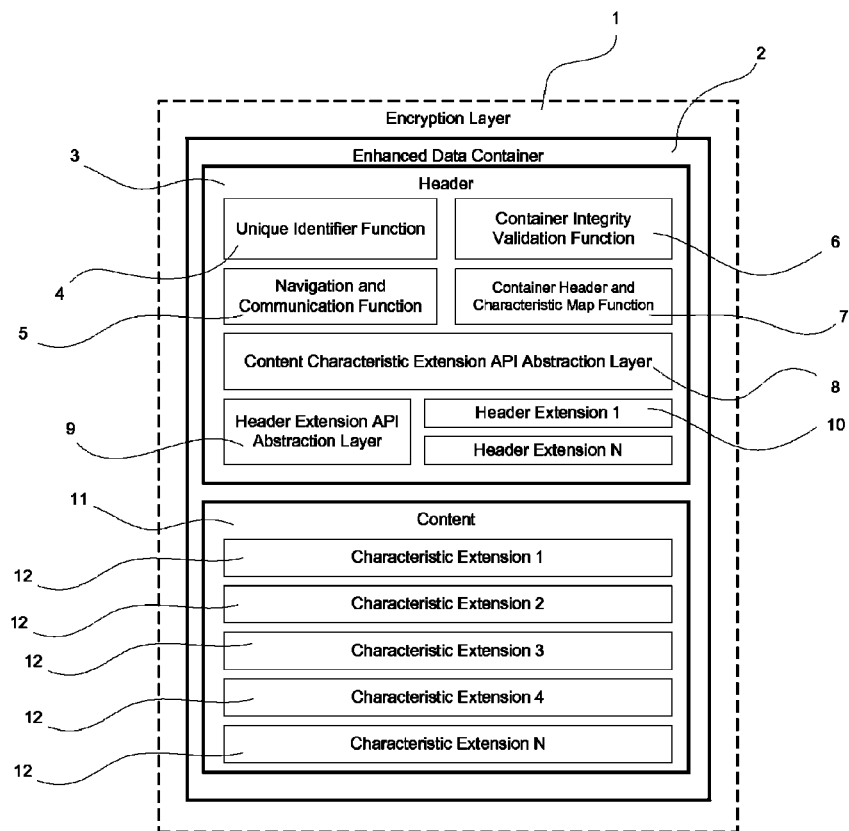 1
2
Encryption Layer
Enhanced Data Container
3
Header
Unique Identifier Function
Container Integrity
Validation Function
4
6
Navigation and
Communication Function
Container Header and
Characteristic Map Function
5
7
Content Characteristic Extension API Abstraction Layer
8
Header Extension API
Abstraction Layer
Header Extension 1
9
10
Header Extension N
11
Content
12
Characteristic Extension 1
12
Characteristic Extension 2
12
Characteristic Extension 3
12
Characteristic Extension 4
12
Characteristic Extension N